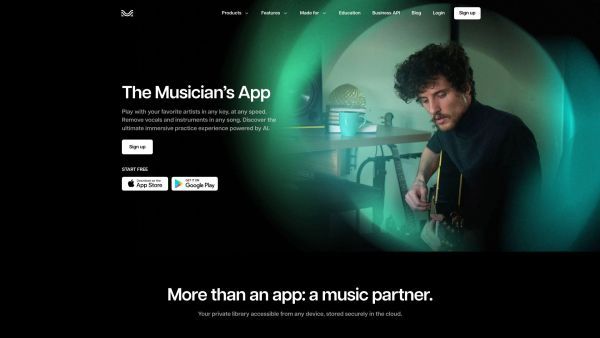 Products Features Made for Education Business API Blog Login Sign up
The Musician's App
Play with your favorite artists in any key, at any speed.
Remove vocals and instruments in any song. Discover the
ultimate immersive practice experience powered by AI.
Sign up
START FREE
Download on the
App Store
GET IT ON
Google Play
More than an app: a music partner.
Your private library accessible from any device, stored securely in the cloud.